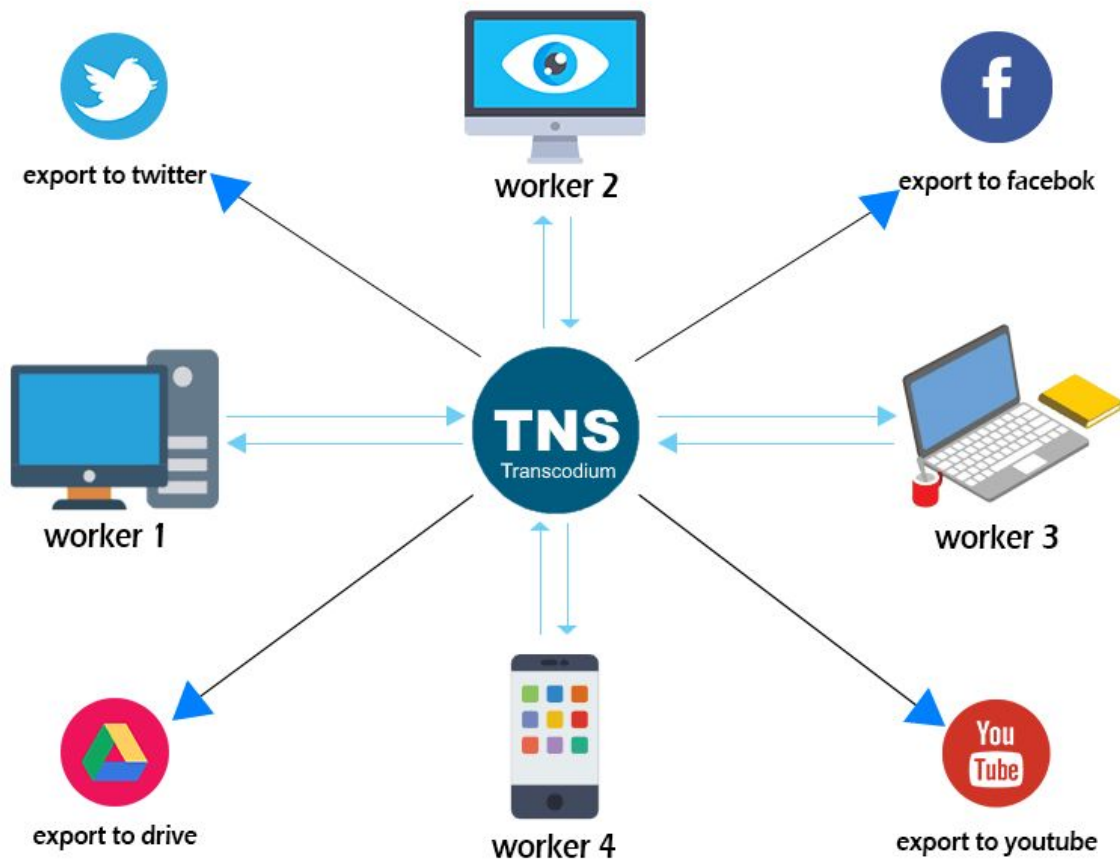 export to twitter
worker 2
f
export to facebok
TNS
Transcodium
worker 1
worker 3
export to drive
worker 4
You
Tube
export to youtube